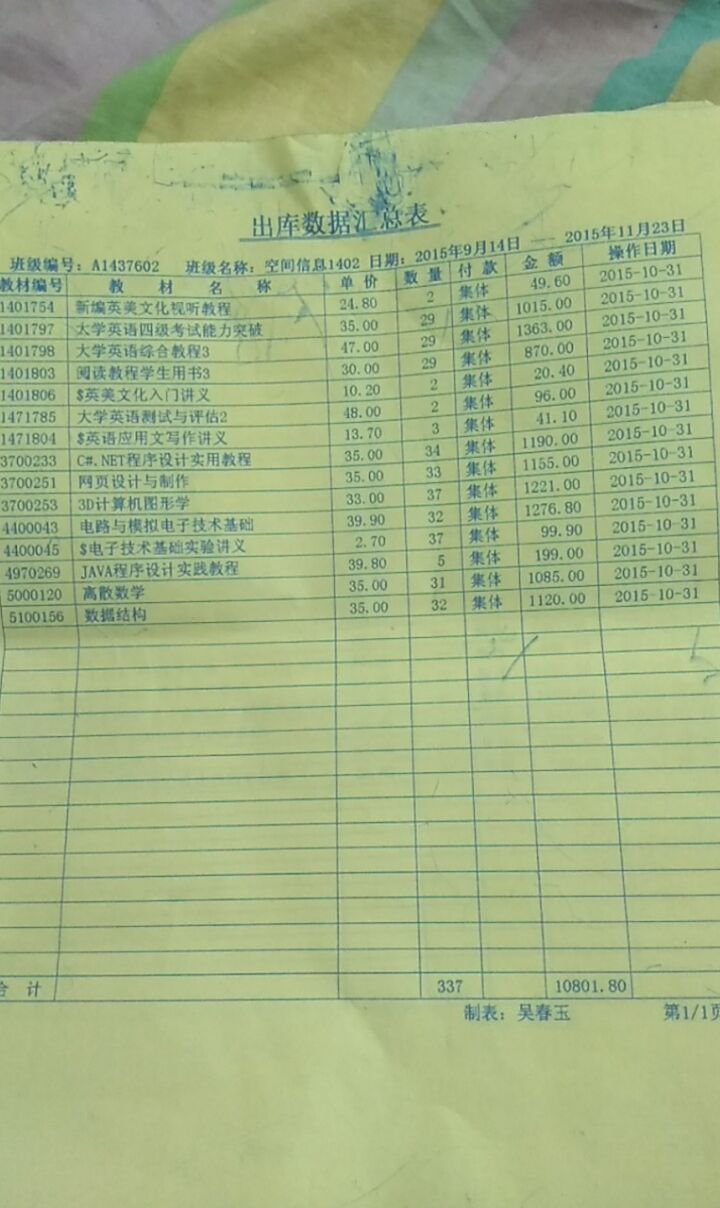 出库数据汇总表
班级编号：A1437602 班级名称：空间信息1402 日期：2015年9月14日 —— 2015年11月23日
教材编号 教 材 名 称 单 价 数 量 付 款 金 额 操作日期
1401754 新编英美文化视听教程 24.80 2 集体 49.60 2015-10-31
1401797 大学英语四级考试能力突破 35.00 29 集体 1015.00 2015-10-31
1401798 大学英语综合教程3 47.00 29 集体 1363.00 2015-10-31
1401803 阅读教程学生用书3 30.00 29 集体 870.00 2015-10-31
1401806 $英美文化入门讲义 10.20 2 集体 20.40 2015-10-31
1471785 大学英语测试与评估2 48.00 2 集体 96.00 2015-10-31
1471804 $英语应用文写作讲义 13.70 3 集体 41.10 2015-10-31
3700233 C#.NET程序设计实用教程 35.00 34 集体 1190.00 2015-10-31
3700251 网页设计与制作 35.00 33 集体 1155.00 2015-10-31
3700253 3D计算机图形学 33.00 37 集体 1221.00 2015-10-31
4400043 电路与模拟电子技术基础 39.90 32 集体 1276.80 2015-10-31
4400045 $电子技术基础实验讲义 2.70 37 集体 99.90 2015-10-31
4970269 JAVA程序设计实践教程 39.80 5 集体 199.00 2015-10-31
5000120 离散数学 35.00 31 集体 1085.00 2015-10-31
5100156 数据结构 35.00 32 集体 1120.00 2015-10-31
合 计 337 10801.80
制表：吴春玉 第1/1页